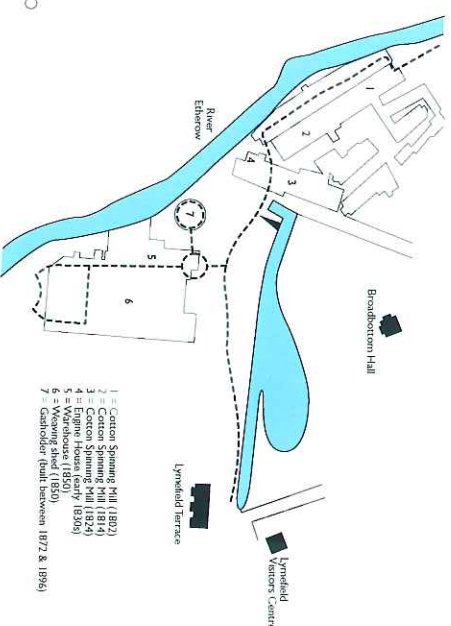 River
Etherow
Broadbottom Hall
Lymefield Terrace
Lymefield
Visitors Centre
1
2
3
4
5
6
7
1 = Cotton Spinning Mill (1802)
2 = Cotton Spinning Mill (1814)
3 = Cotton Spinning Mill (1824)
4 = Engine House (early 1830s)
5 = Warehouse (1850)
6 = Weaving shed (1850)
7 = Gasholder (built between 1872 & 1896)